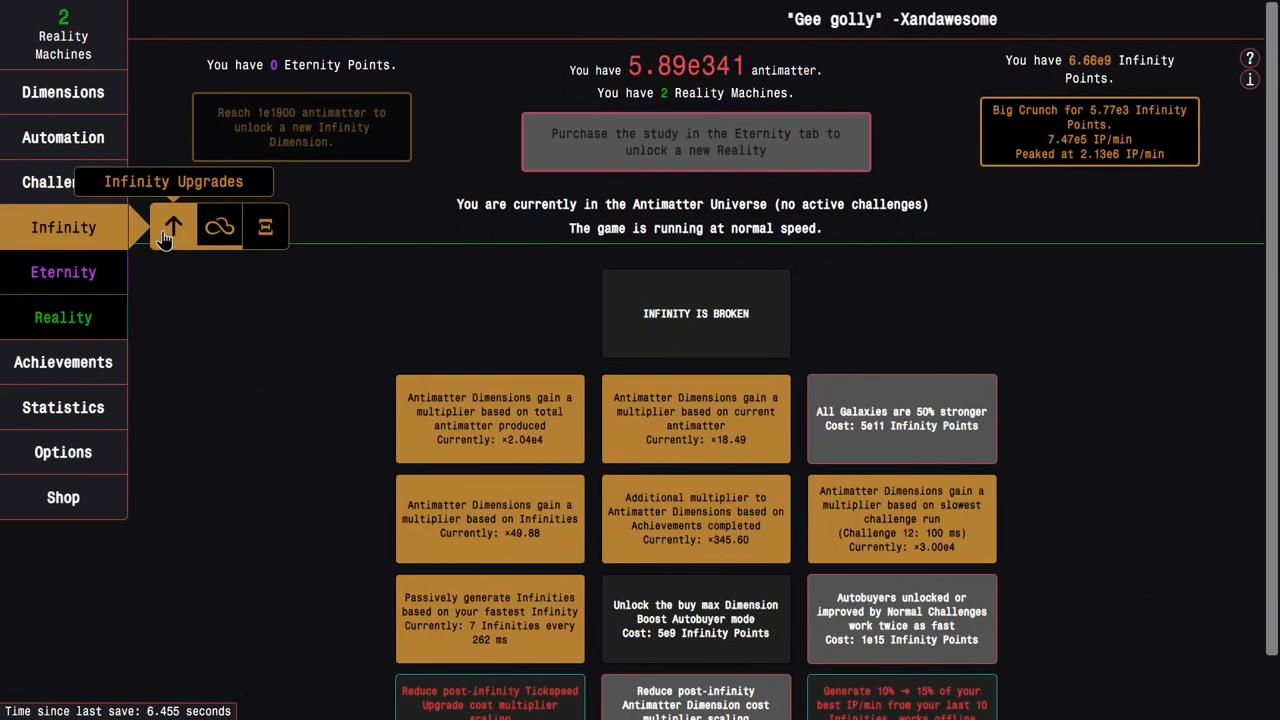 2
Reality
Machines
Dimensions
Automation
Challen
Infinity
Eternity
Reality
Achievements
Statistics
Options
Shop
Infinity Upgrades
"Gee golly" -Xandawesome
You have 0 Eternity Points.
Reach 1e1900 antimatter to
unlock a new Infinity
Dimension.
You have 5.89e341 antimatter.
You have 2 Reality Machines.
Purchase the study in the Eternity tab to
unlock a new Reality
You have 6.66e9 Infinity
Points.
Big Crunch for 5.77e3 Infinity
Points.
7.47e5 IP/min
Peaked at 2.13e6 IP/min
?
i
You are currently in the Antimatter Universe (no active challenges)
The game is running at normal speed.
INFINITY IS BROKEN
Antimatter Dimensions gain a
multiplier based on total
antimatter produced
Currently: ×2.04e4
Antimatter Dimensions gain a
multiplier based on current
antimatter
Currently: ×18.49
All Galaxies are 50% stronger
Cost: 5e11 Infinity Points
Antimatter Dimensions gain a
multiplier based on Infinities
Currently: ×49.88
Additional multiplier to
Antimatter Dimensions based on
Achievements completed
Currently: ×345.60
Antimatter Dimensions gain a
multiplier based on slowest
challenge run
(Challenge 12: 100 ms)
Currently: ×3.00e4
Passively generate Infinities
based on your fastest Infinity
Currently: 7 Infinities every
262 ms
Unlock the buy max Dimension
Boost Autobuyer mode
Cost: 5e9 Infinity Points
Autobuyers unlocked or
improved by Normal Challenges
work twice as fast
Cost: 1e15 Infinity Points
Reduce post-infinity Tickspeed
Upgrade cost multiplier
scaling
Reduce post-infinity
Antimatter Dimension cost
multiplier scaling
Generate 10% → 15% of your
best IP/min from your last 10
Infinities, works offline
Time since last save: 6.455 seconds